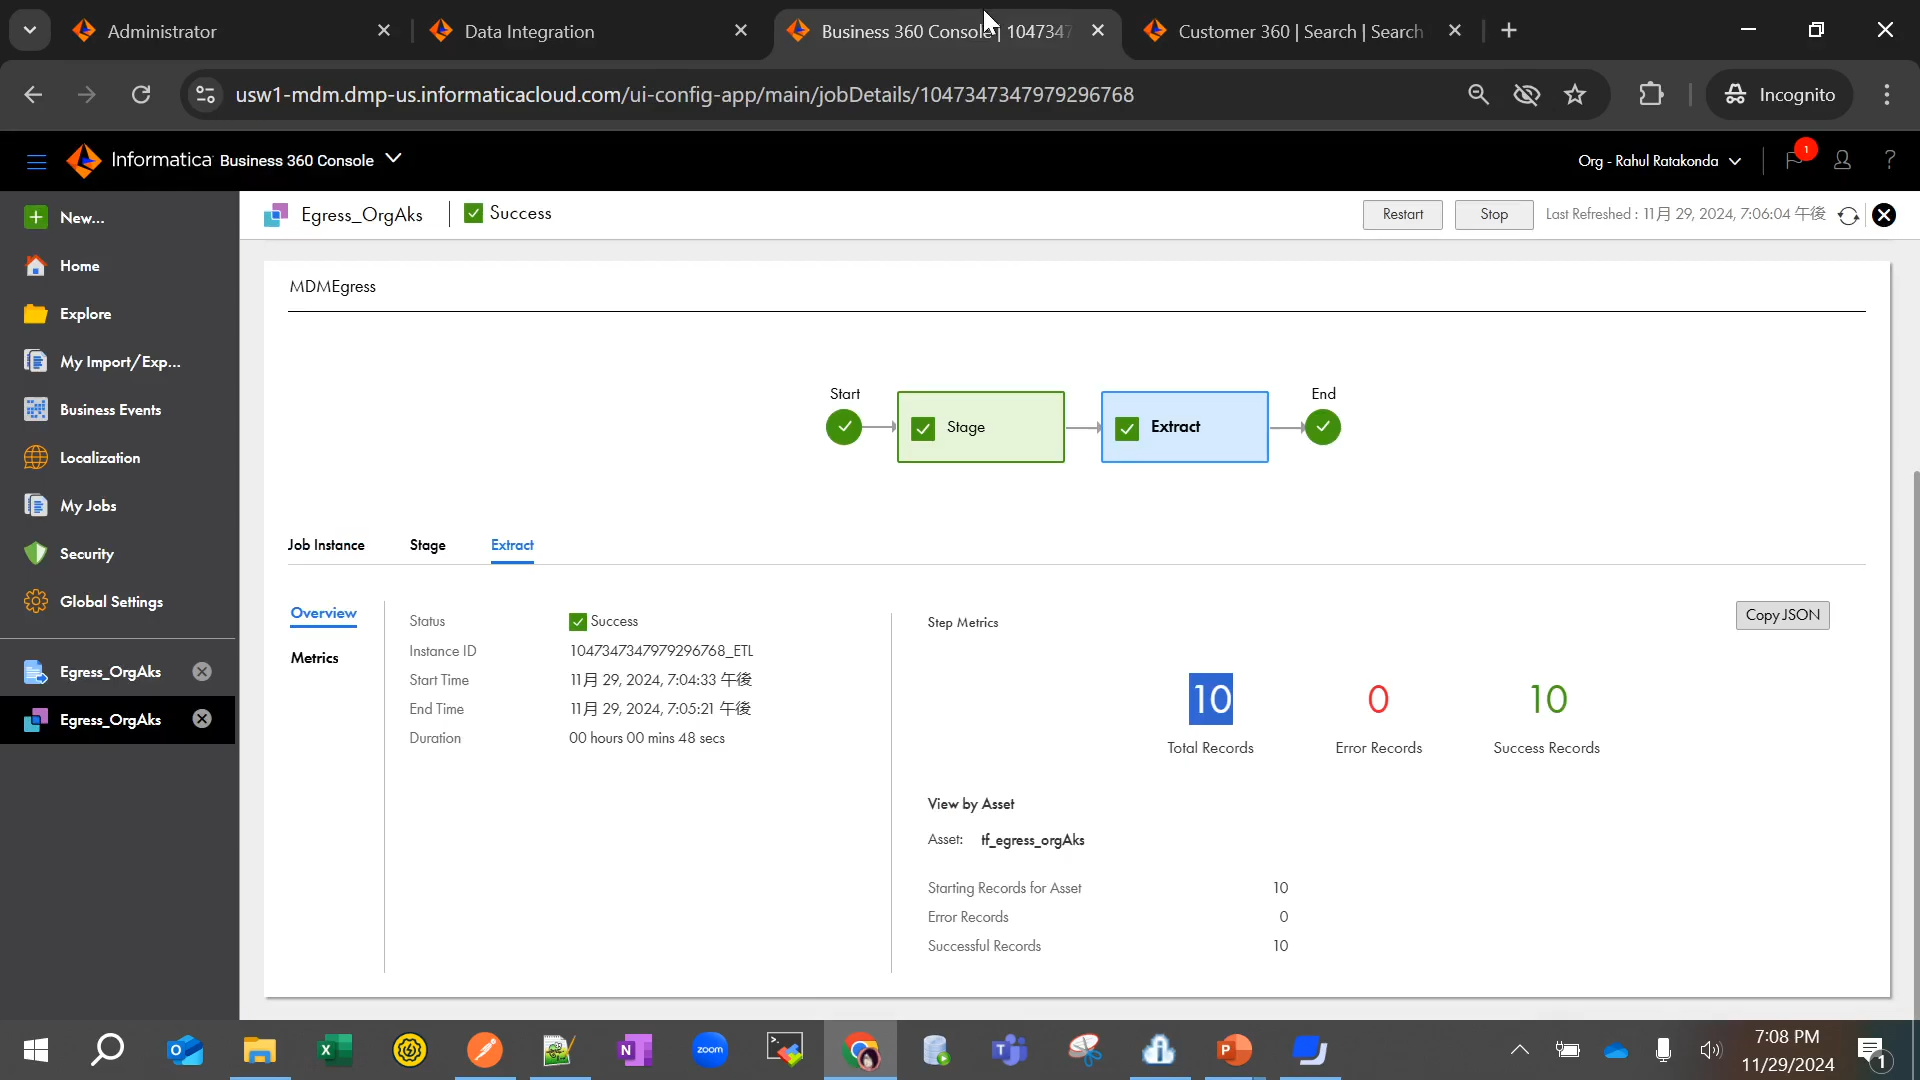 Administrator
Data Integration
Business 360 Console | 104734
Customer 360 | Search | Search
usw1-mdm.dmp-us.informaticacloud.com/ui-config-app/main/jobDetails/1047347347979296768
Incognito
Informatica Business 360 Console
Org - Rahul Ratakonda
1
?
New...
Home
Explore
My Import/Exp...
Business Events
Localization
My Jobs
Security
Global Settings
Egress_OrgAks
Egress_OrgAks
Egress_OrgAks
Success
Restart
Stop
Last Refreshed : 11月 29, 2024, 7:06:04 午後
MDMEgress
Start
Stage
Extract
End
Job Instance
Stage
Extract
Overview
Metrics
Status Success
Instance ID 1047347347979296768_ETL
Start Time 11月 29, 2024, 7:04:33 午後
End Time 11月 29, 2024, 7:05:21 午後
Duration 00 hours 00 mins 48 secs
Step Metrics
Copy JSON
10 0 10
Total Records Error Records Success Records
View by Asset
Asset: tf_egress_orgAks
Starting Records for Asset 10
Error Records 0
Successful Records 10
zoom
7:08 PM
11/29/2024
1